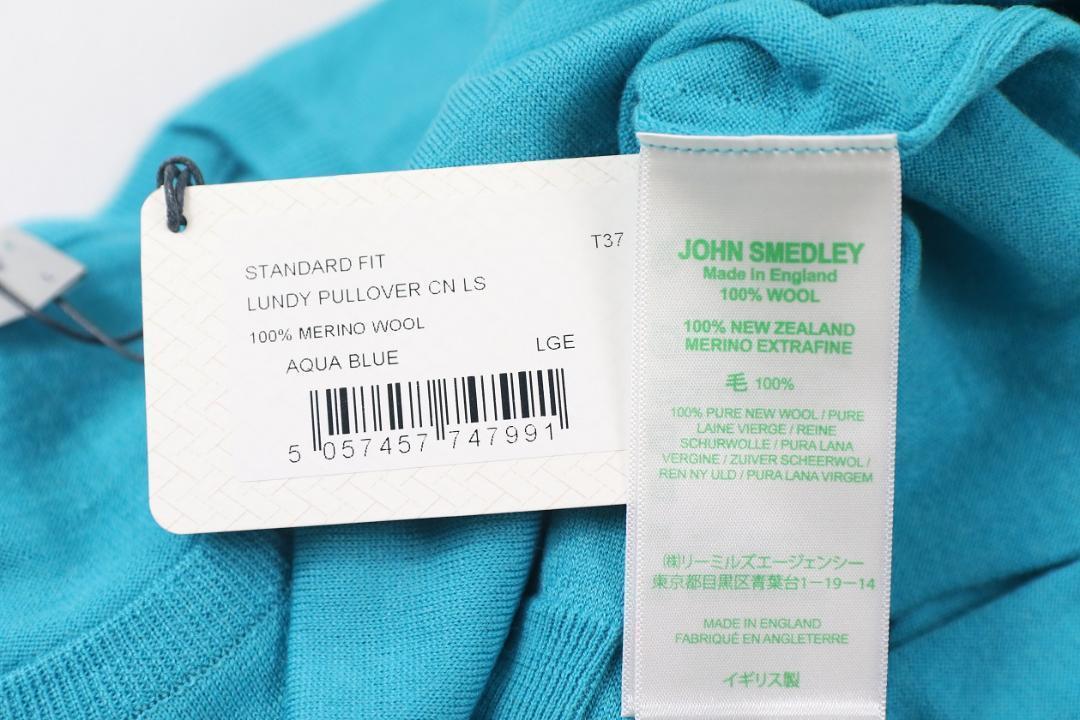 STANDARD FIT
T37
LUNDY PULLOVER CN LS
100% MERINO WOOL
AQUA BLUE
LGE
5 057457 747991
JOHN SMEDLEY
Made in England
100% WOOL
100% NEW ZEALAND
MERINO EXTRAFINE
毛 100%
100% PURE NEW WOOL / PURE
LAINE VIERGE / REINE
SCHURWOLLE / PURA LANA
VERGINE / ZUIVER SCHEERWOL /
REN NY ULD / PURA LANA VIRGEM
㈱リーミルズエージェンシー
東京都目黒区青葉台1-19-14
MADE IN ENGLAND
FABRIQUÉ EN ANGLETERRE
イギリス製